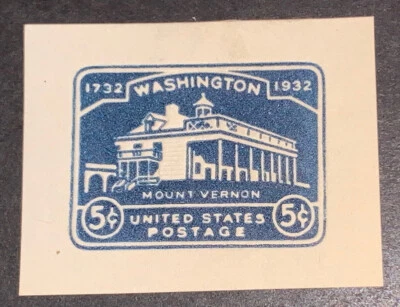 1732 WASHINGTON 1932
MOUNT VERNON
5¢ UNITED STATES 5¢
POSTAGE